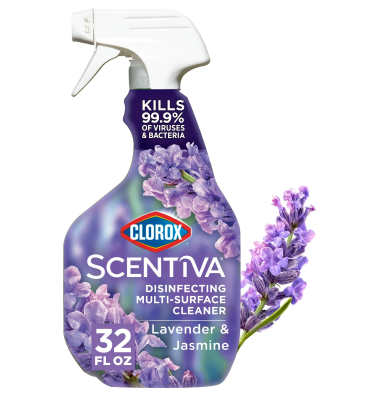 KILLS
99.9%
OF VIRUSES
& BACTERIA
CLOROX
SCENTIVA
DISINFECTING
MULTI-SURFACE
CLEANER
Lavender &
Jasmine
32
FL OZ